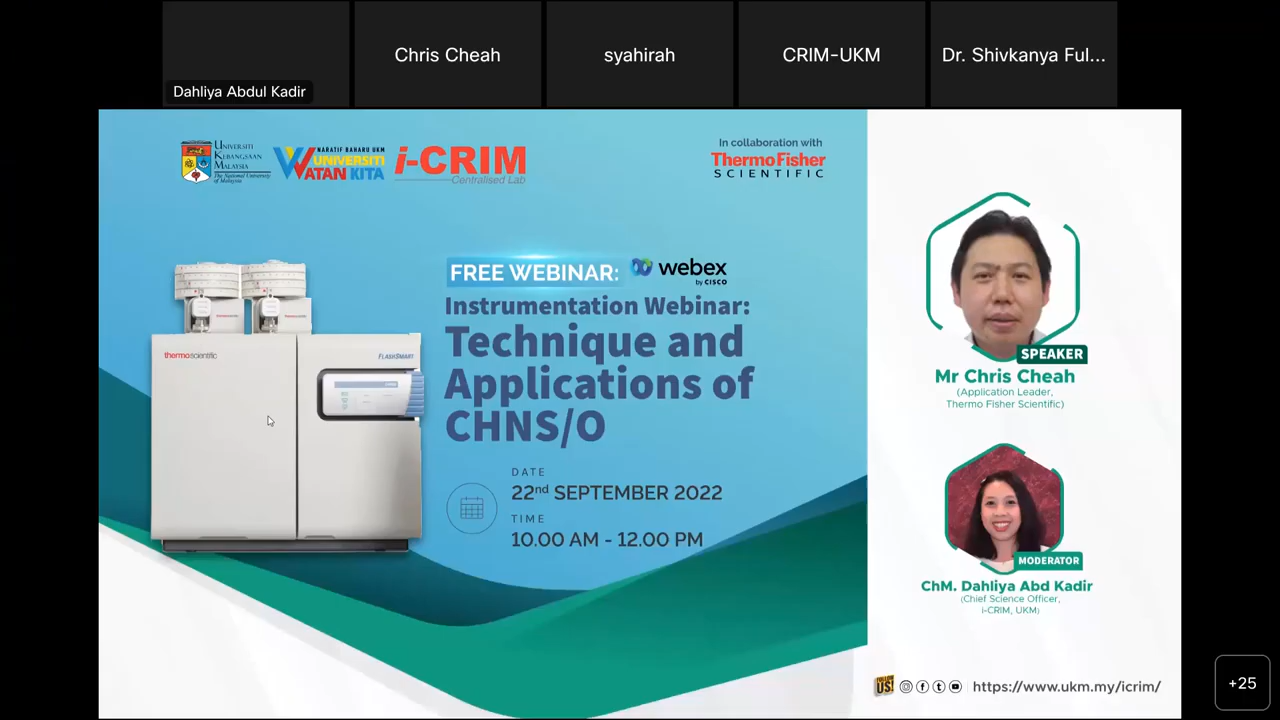 Dahliya Abdul Kadir
Chris Cheah
syahirah
CRIM-UKM
Dr. Shivkanya Ful...
UNIVERSITI
KEBANGSAAN
MALAYSIA
The National University
of Malaysia
NARATIF BAHARU UKM
UNIVERSITI
WATAN KITA
i-CRIM
Centralised Lab
In collaboration with
ThermoFisher
SCIENTIFIC
thermoscientific
FLASHSMART
FREE WEBINAR:
webex
by CISCO
Instrumentation Webinar:
Technique and
Applications of
CHNS/O
DATE
22nd SEPTEMBER 2022
TIME
10.00 AM - 12.00 PM
SPEAKER
Mr Chris Cheah
(Application Leader,
Thermo Fisher Scientific)
MODERATOR
ChM. Dahliya Abd Kadir
(Chief Science Officer,
i-CRIM, UKM)
FOLLOW
US!
https://www.ukm.my/icrim/
+25